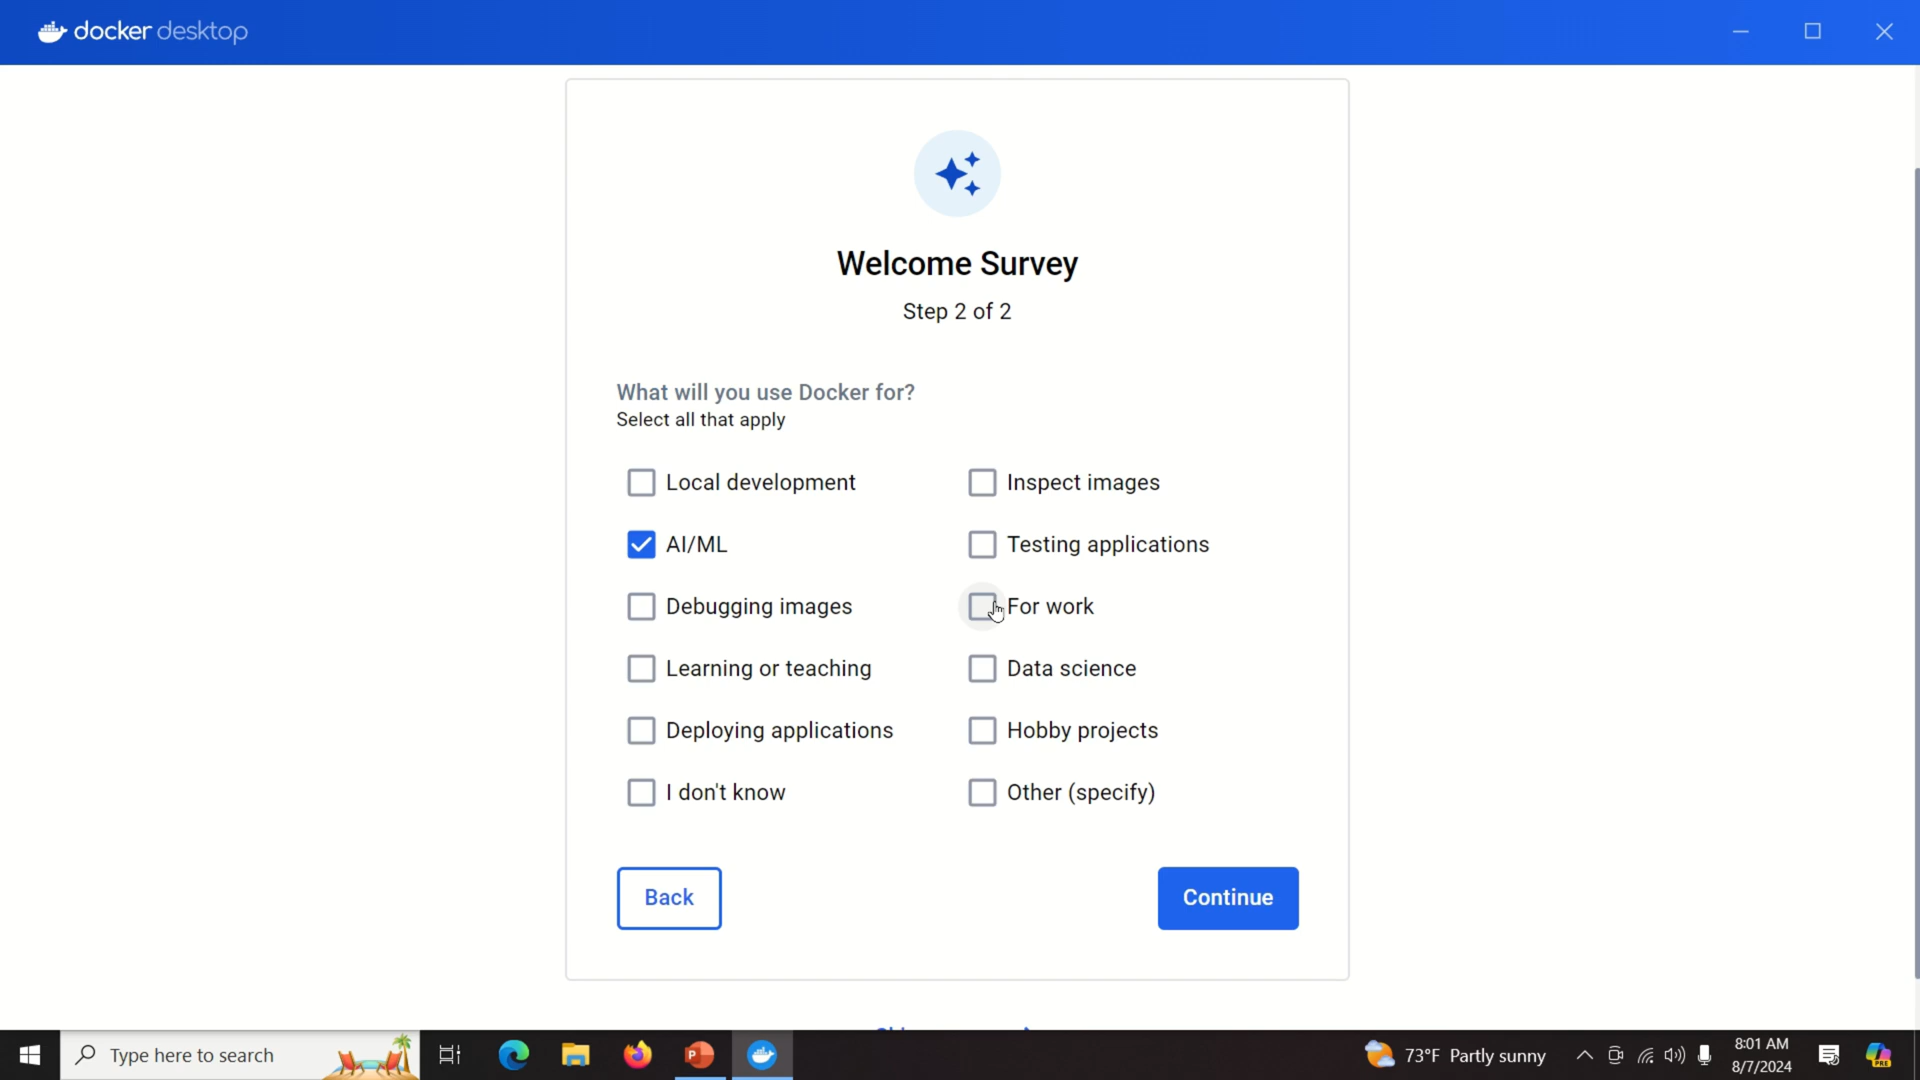 docker desktop
Welcome Survey
Step 2 of 2
What will you use Docker for?
Select all that apply
Local development
Inspect images
AI/ML
Testing applications
Debugging images
For work
Learning or teaching
Data science
Deploying applications
Hobby projects
I don't know
Other (specify)
Back
Continue
Type here to search
73°F Partly sunny
8:01 AM
8/7/2024